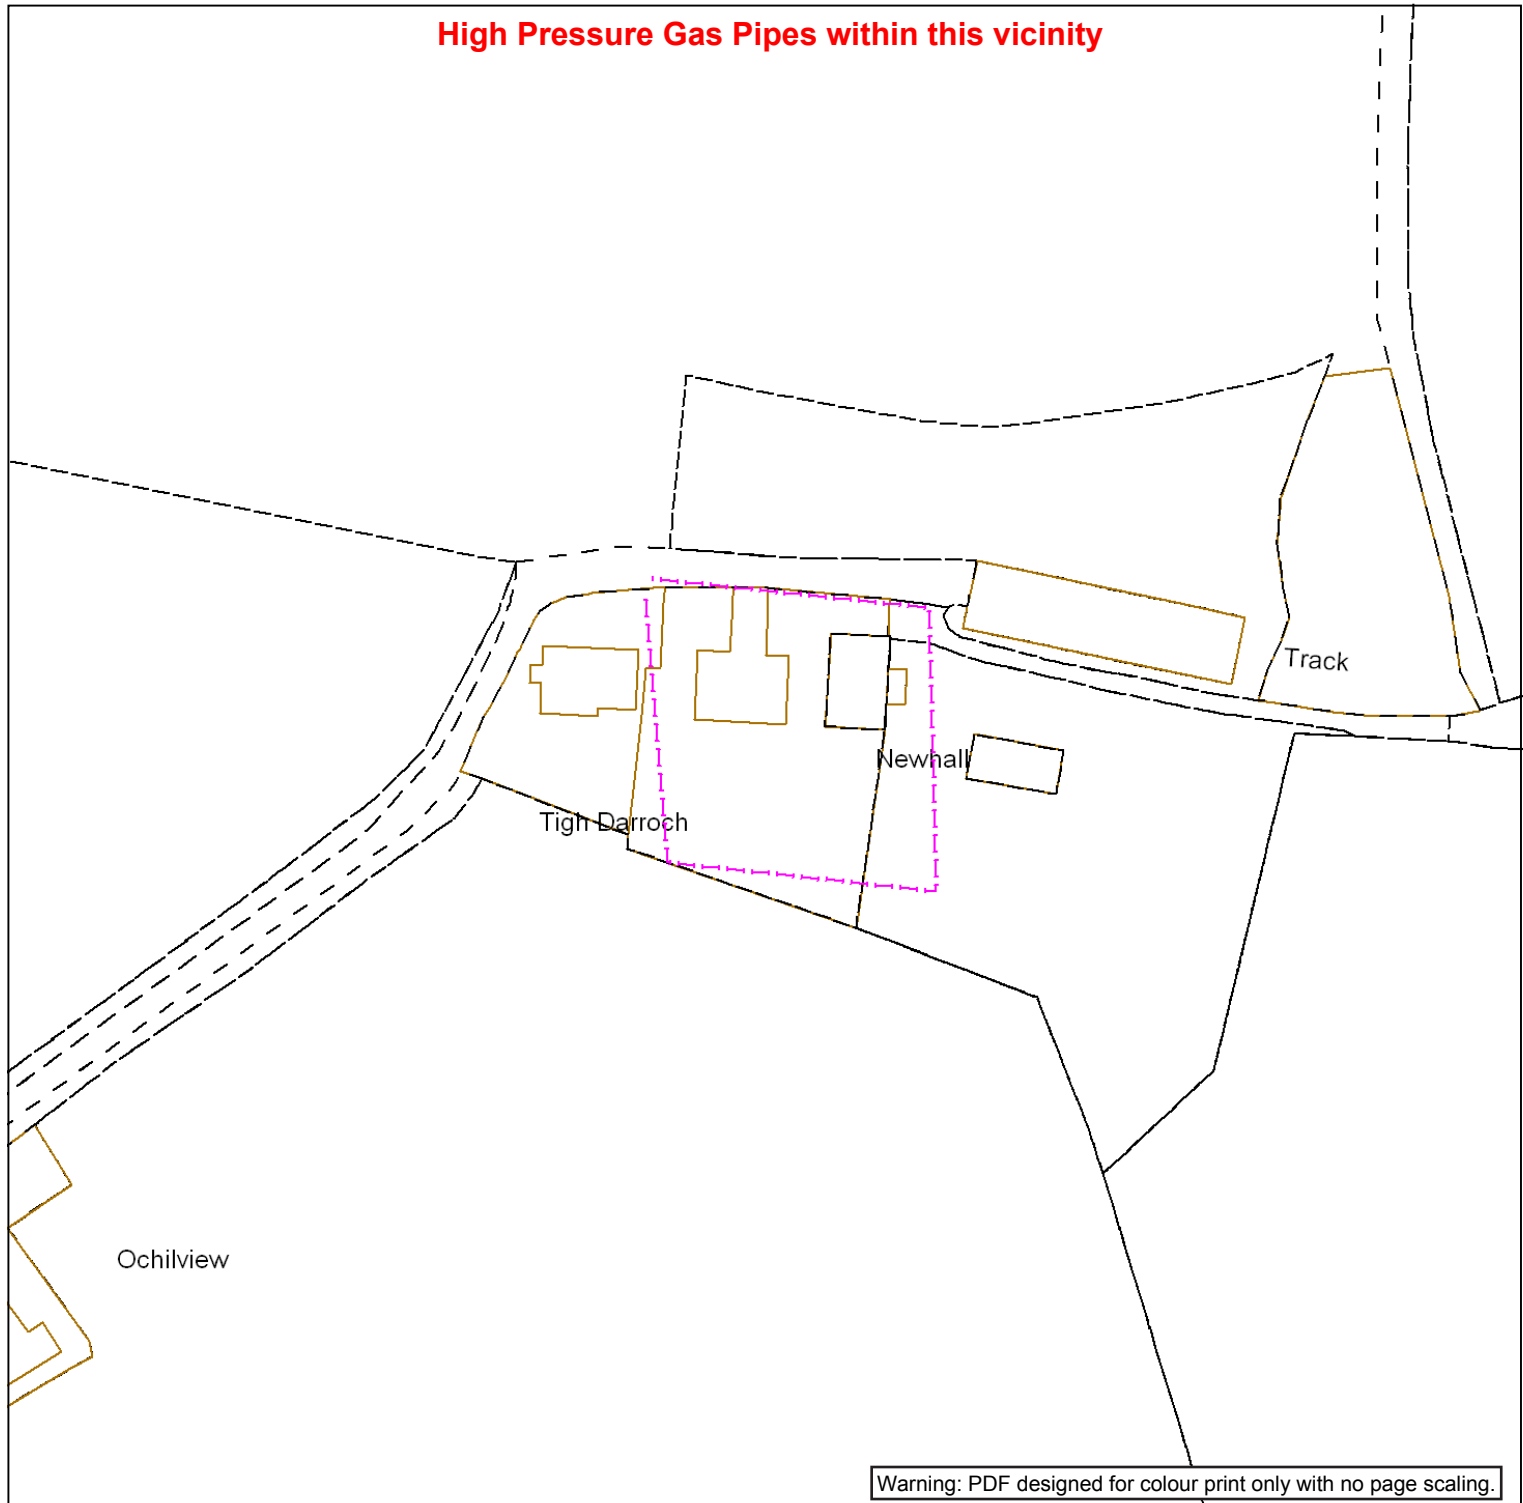 High Pressure Gas Pipes within this vicinity
Track
Newhall
Tigh Darroch
Ochilview
Warning: PDF designed for colour print only with no page scaling.